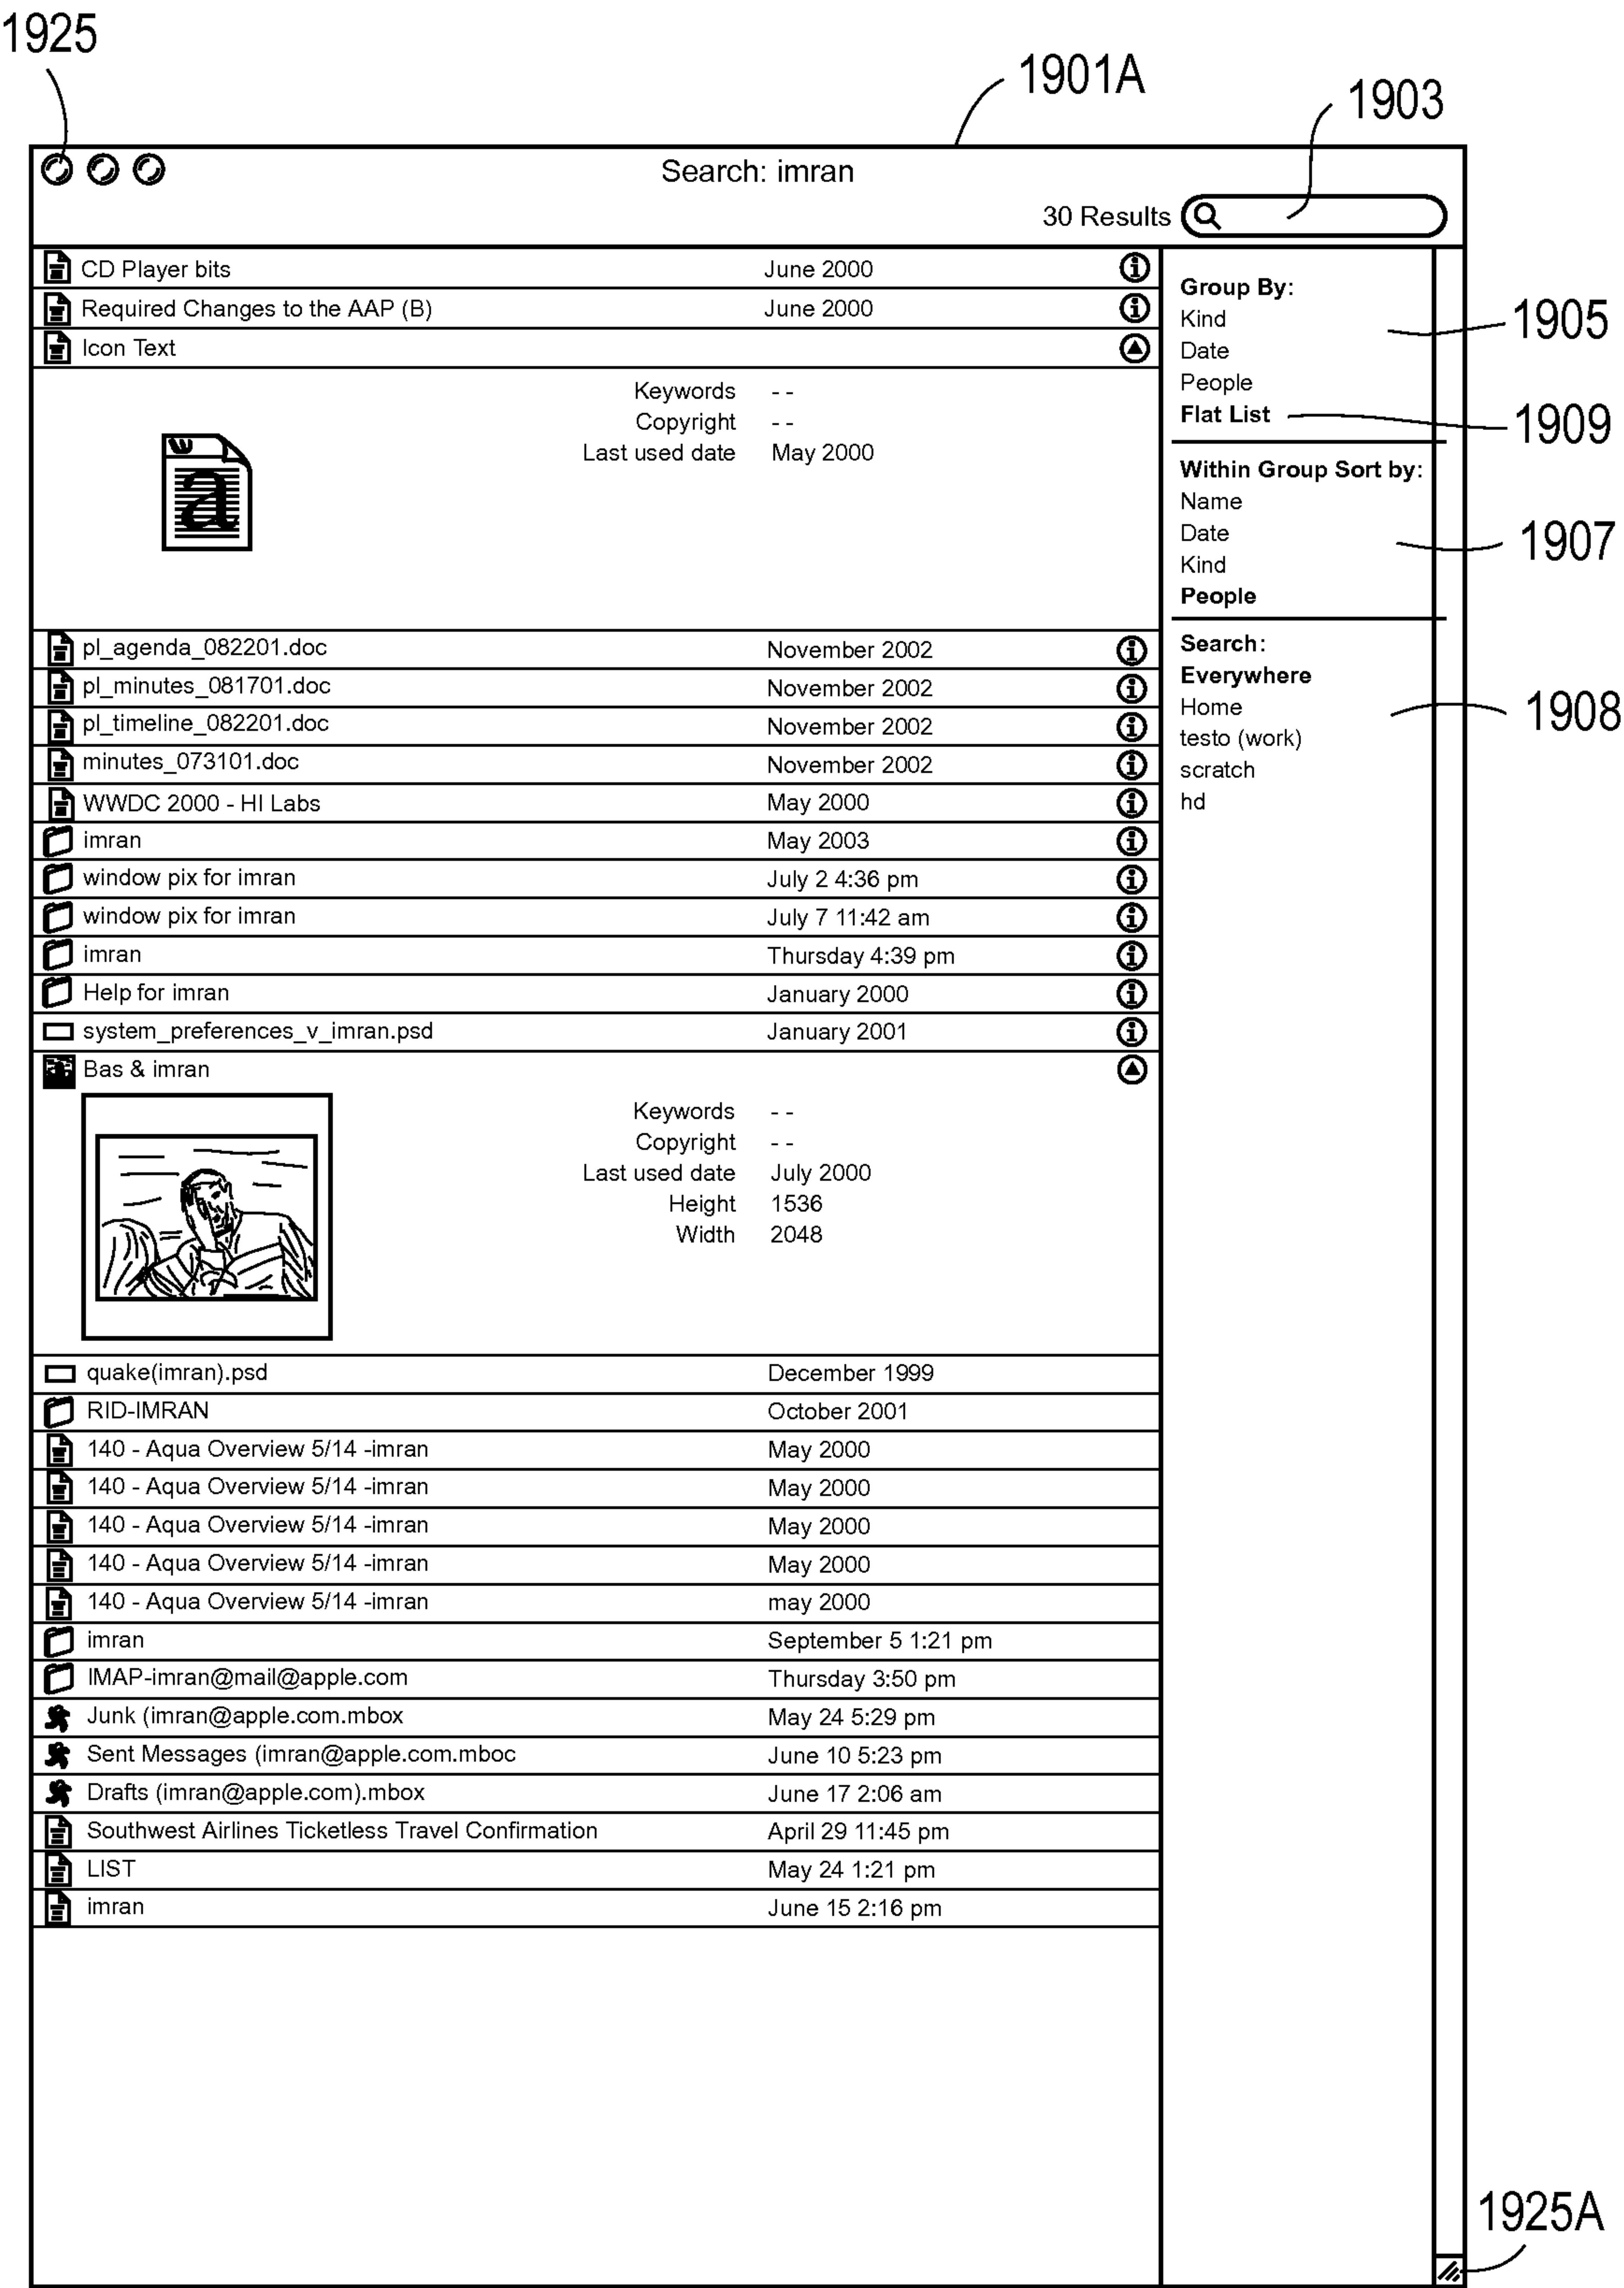 1925
1901A
1903
Search: imran
30 Results
CD Player bits June 2000
Required Changes to the AAP (B) June 2000
Icon Text
Keywords - -
Copyright - -
Last used date May 2000
pl_agenda_082201.doc November 2002
pl_minutes_081701.doc November 2002
pl_timeline_082201.doc November 2002
minutes_073101.doc November 2002
WWDC 2000 - HI Labs May 2000
imran May 2003
window pix for imran July 2 4:36 pm
window pix for imran July 7 11:42 am
imran Thursday 4:39 pm
Help for imran January 2000
system_preferences_v_imran.psd January 2001
Bas & imran
Keywords - -
Copyright - -
Last used date July 2000
Height 1536
Width 2048
quake(imran).psd December 1999
RID-IMRAN October 2001
140 - Aqua Overview 5/14 -imran May 2000
140 - Aqua Overview 5/14 -imran May 2000
140 - Aqua Overview 5/14 -imran May 2000
140 - Aqua Overview 5/14 -imran May 2000
140 - Aqua Overview 5/14 -imran may 2000
imran September 5 1:21 pm
IMAP-imran@mail@apple.com Thursday 3:50 pm
Junk (imran@apple.com.mbox May 24 5:29 pm
Sent Messages (imran@apple.com.mboc June 10 5:23 pm
Drafts (imran@apple.com).mbox June 17 2:06 am
Southwest Airlines Ticketless Travel Confirmation April 29 11:45 pm
LIST May 24 1:21 pm
imran June 15 2:16 pm
Group By:
Kind
Date
People
Flat List
Within Group Sort by:
Name
Date
Kind
People
Search:
Everywhere
Home
testo (work)
scratch
hd
1905
1909
1907
1908
1925A
W
a